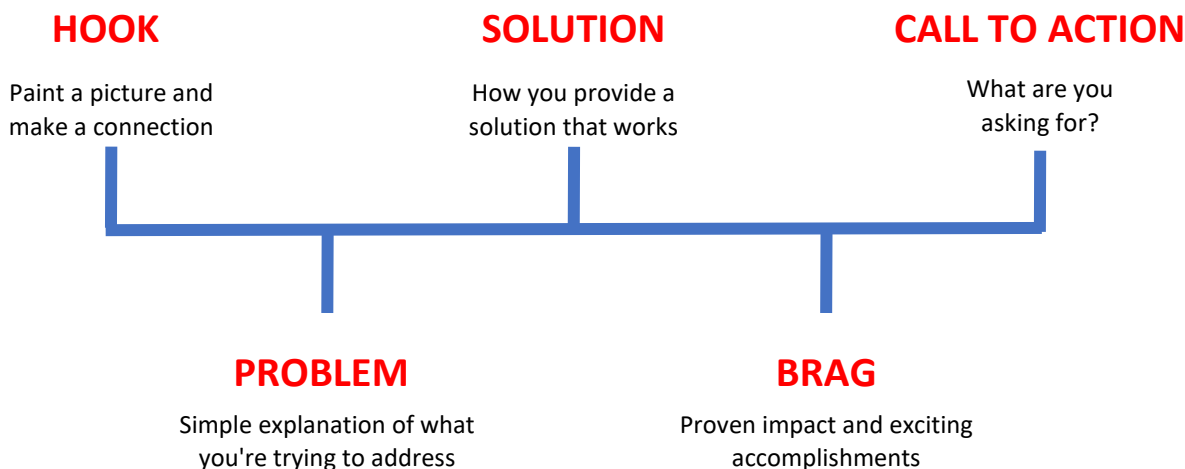 HOOK
Paint a picture and
make a connection
PROBLEM
Simple explanation of what
you're trying to address
SOLUTION
How you provide a
solution that works
BRAG
Proven impact and exciting
accomplishments
CALL TO ACTION
What are you
asking for?